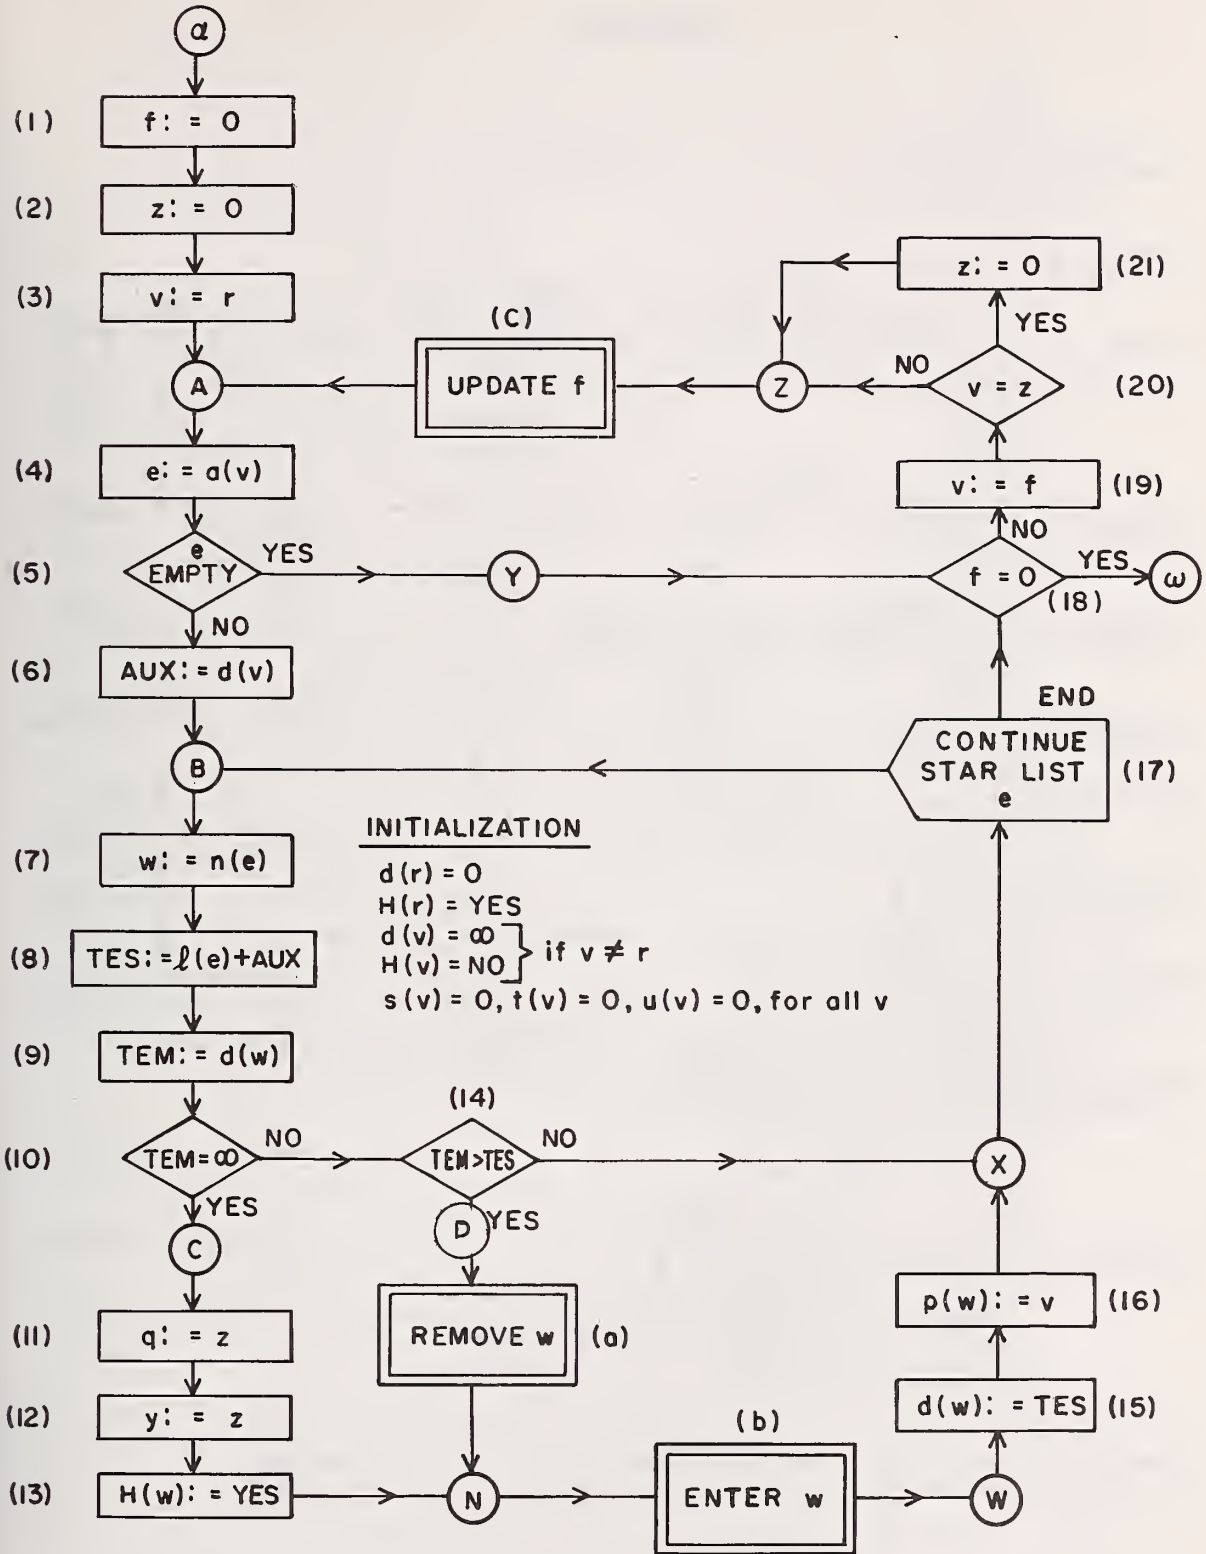 α
(1) f: = 0
(2) z: = 0
(3) v: = r
A
(4) e: = a(v)
(5) e EMPTY
YES
NO
Y
(6) AUX: = d(v)
B
(7) w: = n(e)
(8) TES: = ℓ(e)+AUX
(9) TEM: = d(w)
(10) TEM = ∞
NO
YES
C
(11) q: = z
(12) y: = z
(13) H(w): = YES
INITIALIZATION
d(r) = 0
H(r) = YES
d(v) = ∞
H(v) = NO
if v ≠ r
s(v) = 0, t(v) = 0, u(v) = 0, for all v
(14)
TEM>TES
NO
YES
D
REMOVE w (a)
N
(b)
ENTER w
W
d(w): = TES (15)
p(w): = v (16)
X
CONTINUE
STAR LIST
e
(17)
END
f = 0
(18)
YES
ω
NO
v: = f (19)
v = z (20)
NO
YES
z: = 0 (21)
Z
(C)
UPDATE f